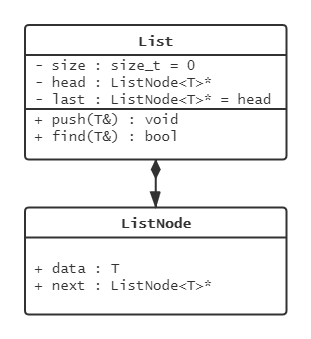 List
- size : size_t = 0
- head : ListNode<T>*
- last : ListNode<T>* = head
+ push(T&) : void
+ find(T&) : bool
ListNode
+ data : T
+ next : ListNode<T>*